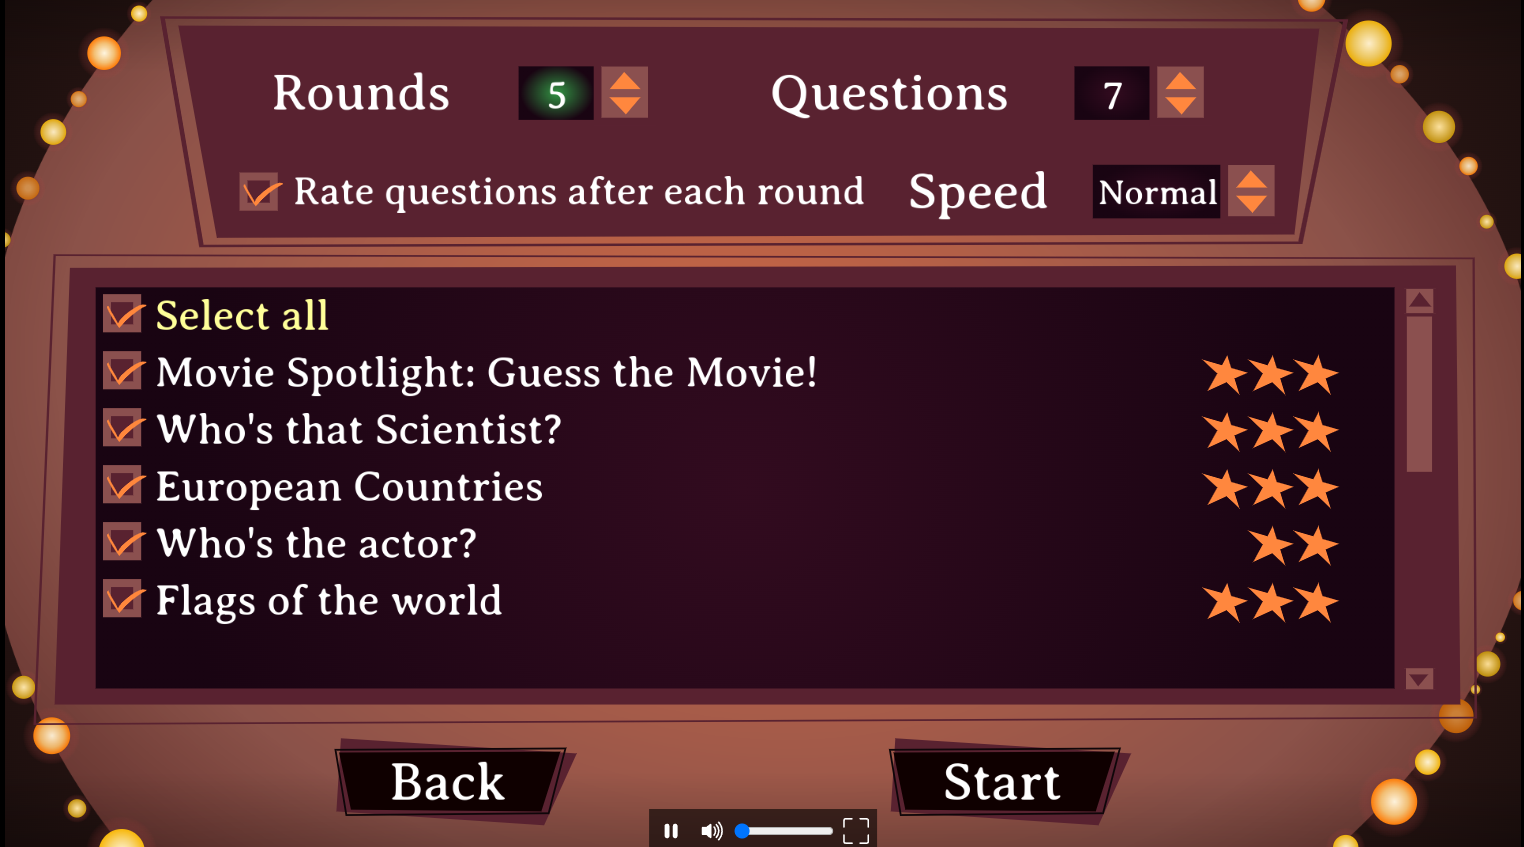 Rounds 5 Questions 7
Rate questions after each round Speed Normal
Select all
Movie Spotlight: Guess the Movie!
Who's that Scientist?
European Countries
Who's the actor?
Flags of the world
Back Start